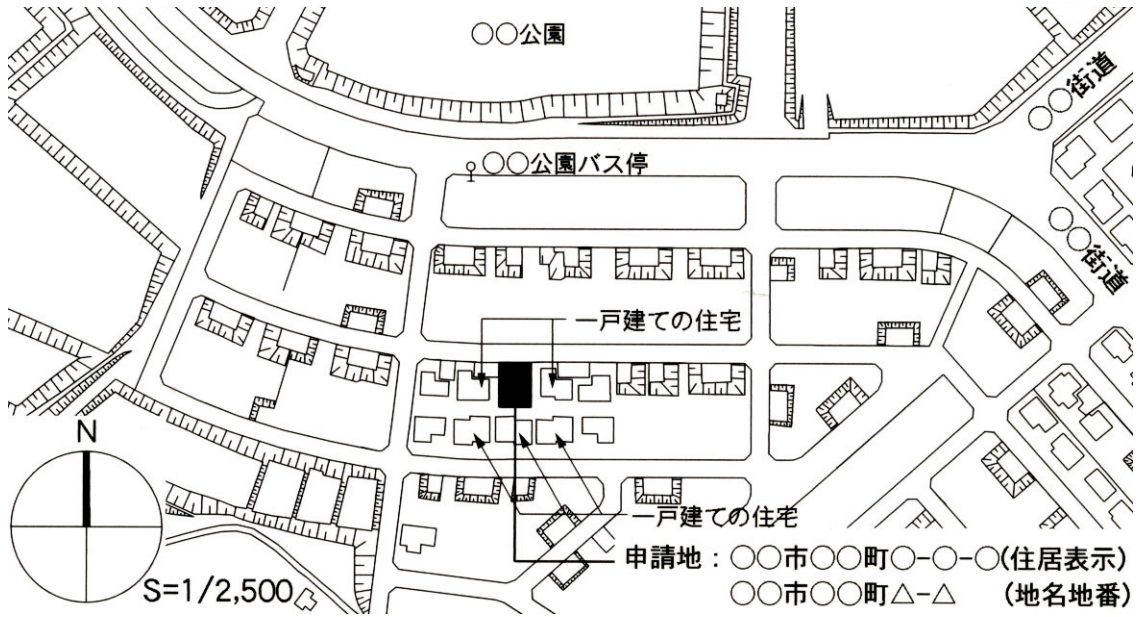 ○○公園
○○街道
○○公園バス停
○○街道
一戸建ての住宅
N
一戸建ての住宅
申請地：○○市○○町○-○-○(住居表示)
S=1/2,500
○○市○○町△-△　(地名地番)